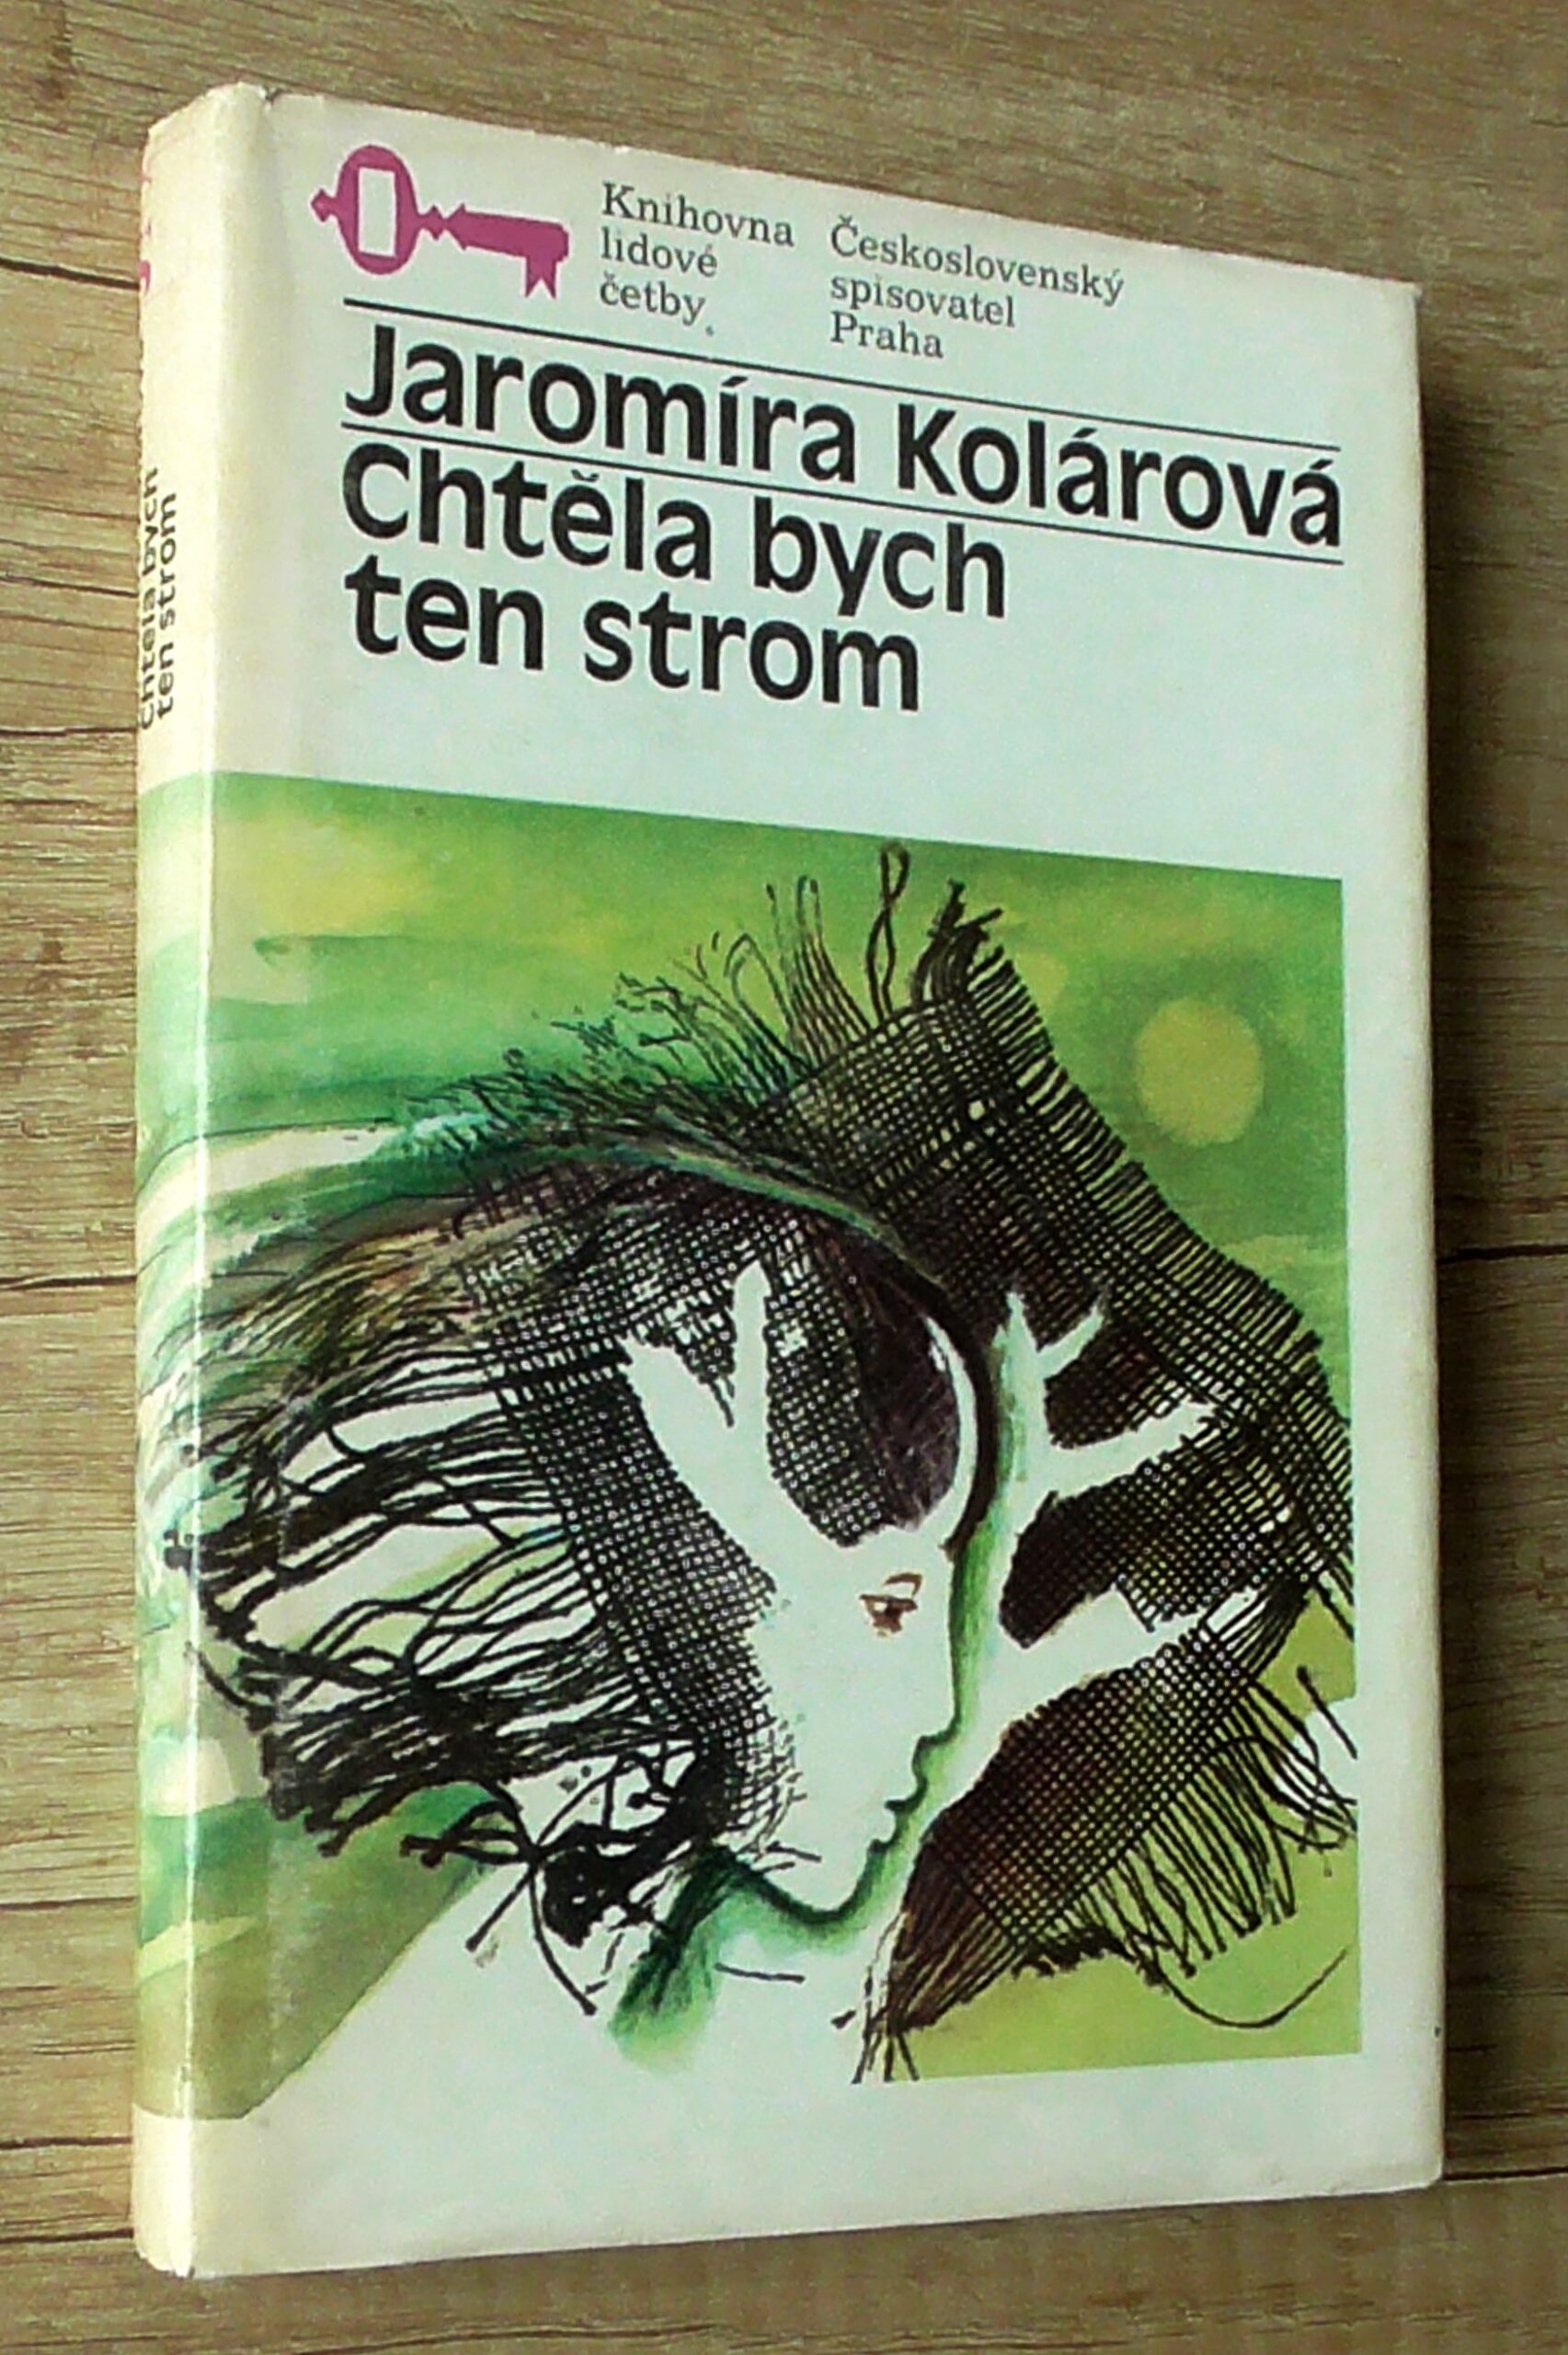 Knihovna
lidové
četby
Československý
spisovatel
Praha
Jaromíra Kolárová
Chtěla bych
ten strom
Chtěla bych
ten strom